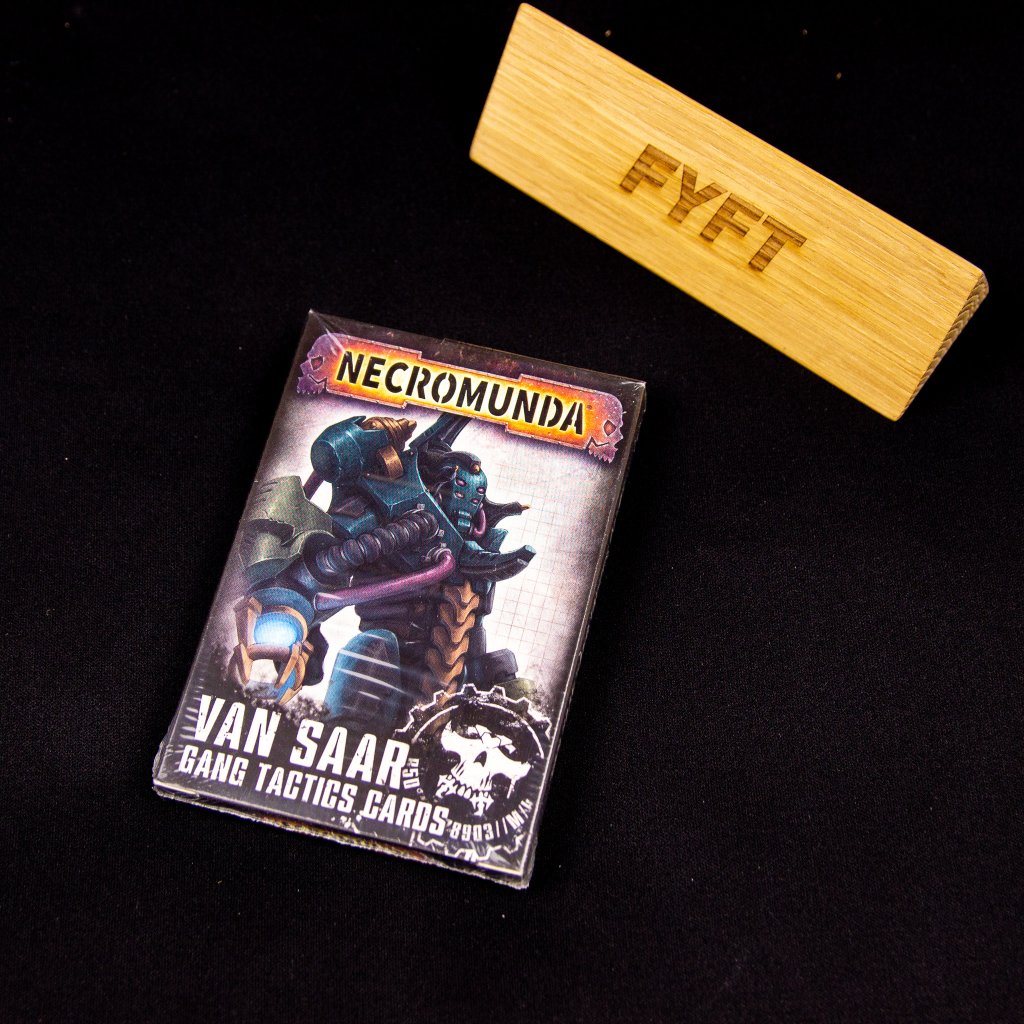 FYFT
NECROMUNDA
VAN SAAR
GANG TACTICS CARDS